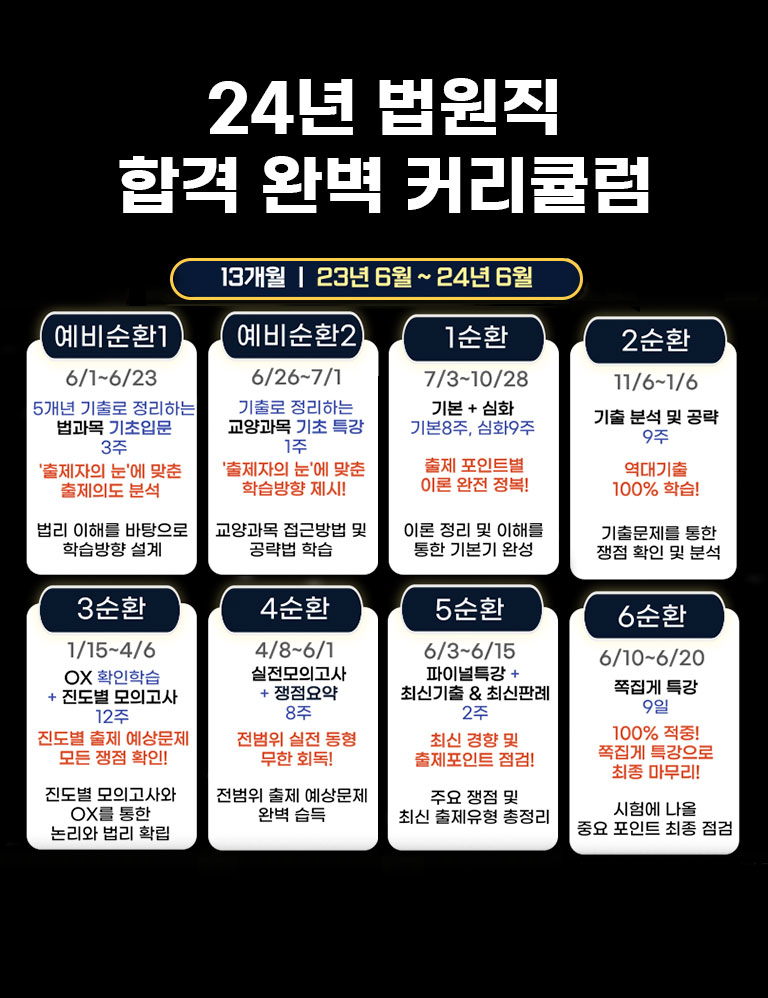 24년 법원직
합격 완벽 커리큘럼
13개월 | 23년 6월 ~ 24년 6월
예비순환1
6/1~6/23
5개년 기출로 정리하는
법과목 기초입문
3주
'출제자의 눈'에 맞춘
출제의도 분석
법리 이해를 바탕으로
학습방향 설계
예비순환2
6/26~7/1
기출로 정리하는
교양과목 기초 특강
1주
'출제자의 눈'에 맞춘
학습방향 제시!
교양과목 접근방법 및
공략법 학습
1순환
7/3~10/28
기본 + 심화
기본8주, 심화9주
출제 포인트별
이론 완전 정복!
이론 정리 및 이해를
통한 기본기 완성
2순환
11/6~1/6
기출 분석 및 공략
9주
역대기출
100% 학습!
기출문제를 통한
쟁점 확인 및 분석
3순환
1/15~4/6
OX 확인학습
+ 진도별 모의고사
12주
진도별 출제 예상문제
모든 쟁점 확인!
진도별 모의고사와
OX를 통한
논리와 법리 확립
4순환
4/8~6/1
실전모의고사
+ 쟁점요약
8주
전범위 실전 동형
무한 회독!
전범위 출제 예상문제
완벽 습득
5순환
6/3~6/15
파이널특강 +
최신기출 & 최신판례
2주
최신 경향 및
출제포인트 점검!
주요 쟁점 및
최신 출제유형 총정리
6순환
6/10~6/20
쪽집게 특강
9일
100% 적중!
쪽집게 특강으로
최종 마무리!
시험에 나올
중요 포인트 최종 점검